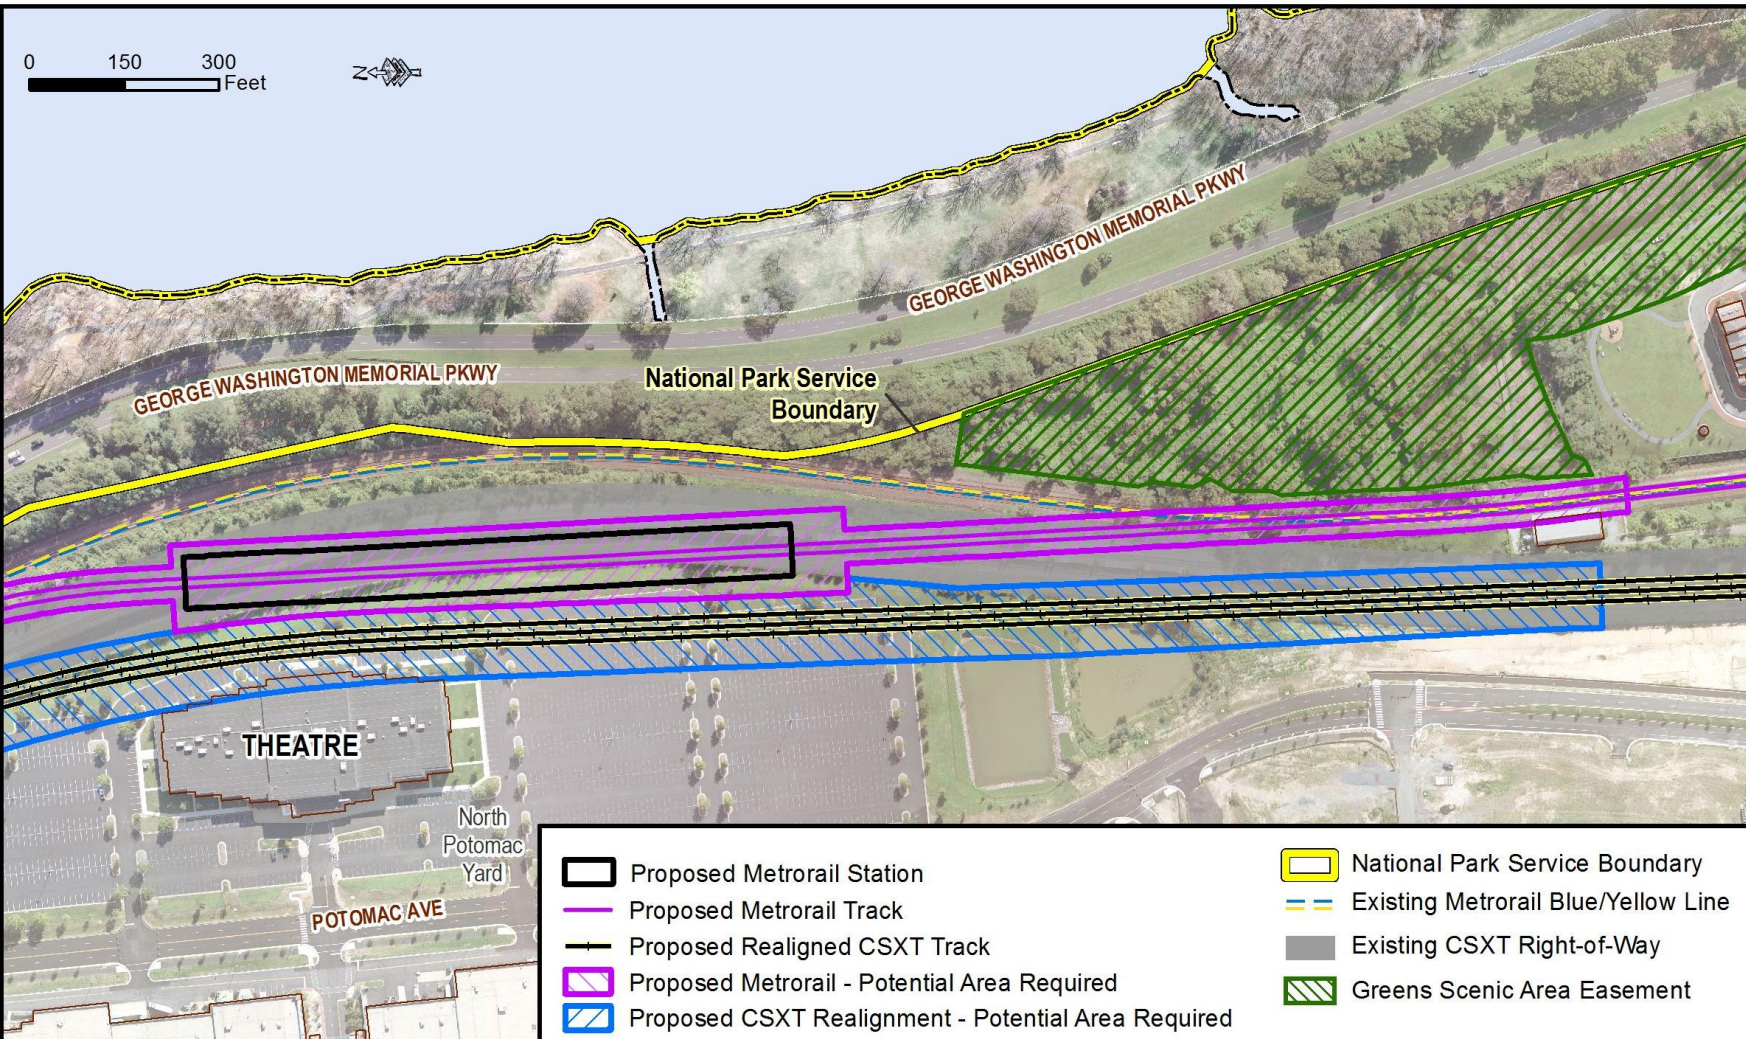 0 150 300
Feet
N
GEORGE WASHINGTON MEMORIAL PKWY
GEORGE WASHINGTON MEMORIAL PKWY
National Park Service
Boundary
THEATRE
North
Potomac
Yard
POTOMAC AVE
Proposed Metrorail Station
Proposed Metrorail Track
Proposed Realigned CSXT Track
Proposed Metrorail - Potential Area Required
Proposed CSXT Realignment - Potential Area Required
National Park Service Boundary
Existing Metrorail Blue/Yellow Line
Existing CSXT Right-of-Way
Greens Scenic Area Easement